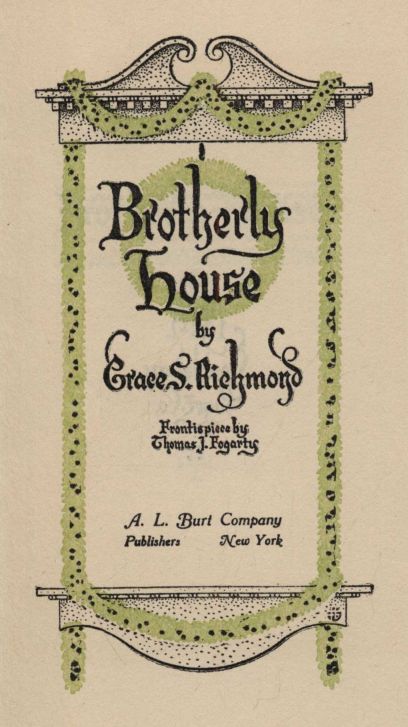 Brotherly
House
by
Grace S. Richmond
Frontispiece by
Thomas J. Fogarty
A. L. Burt Company
Publishers New York